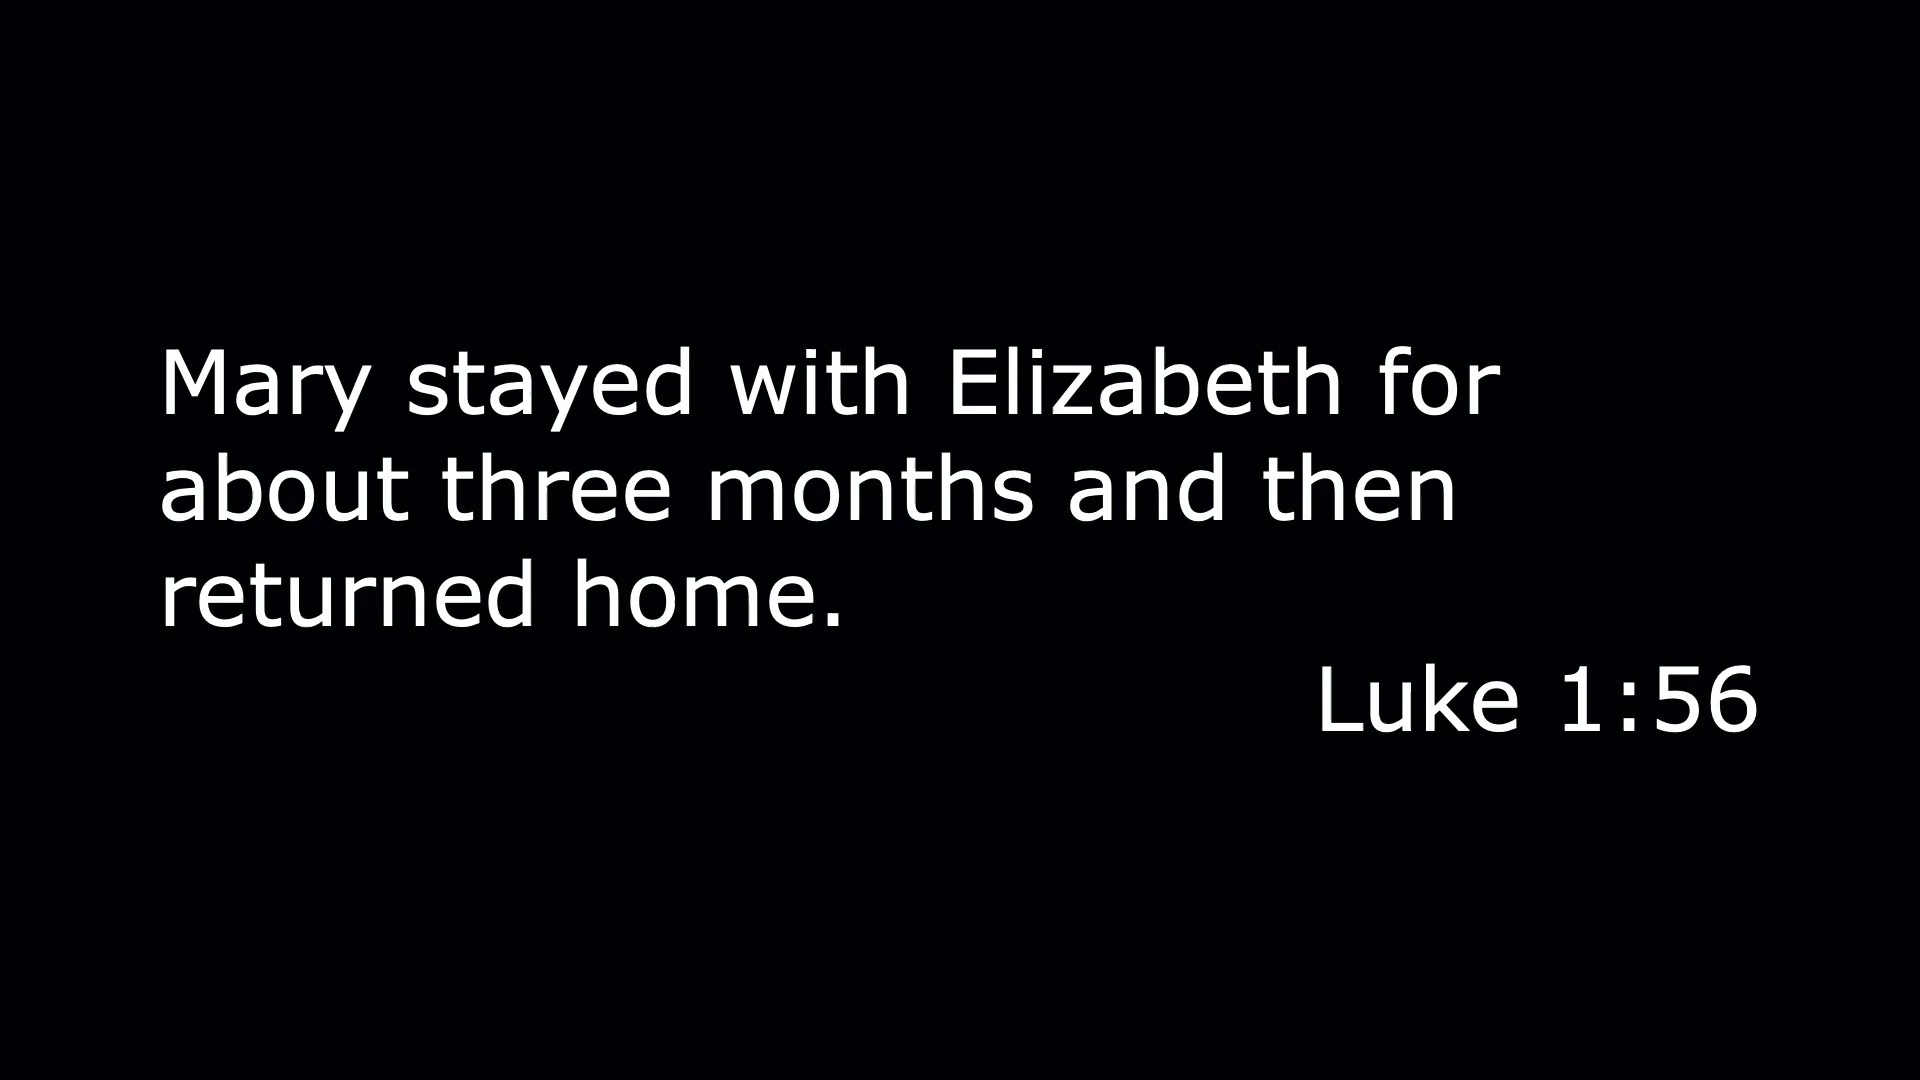 Mary stayed with Elizabeth for
about three months and then
returned home.
Luke 1:56